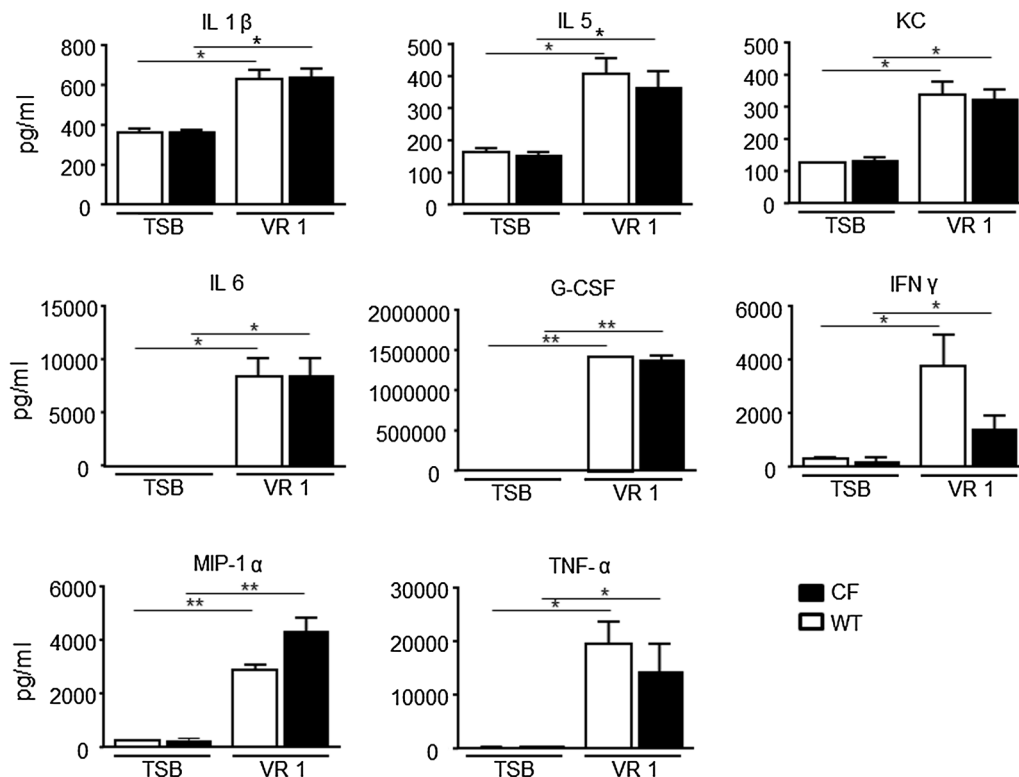 IL 1 β
800
600
400
200
0
pg/ml
*
*
TSB
VR 1
IL 5
500
400
300
200
100
0
*
*
TSB
VR 1
KC
500
400
300
200
100
0
*
*
TSB
VR 1
IL 6
15000
10000
5000
0
pg/ml
*
*
TSB
VR 1
G-CSF
2000000
1500000
1000000
500000
0
**
**
TSB
VR 1
IFN γ
6000
4000
2000
0
*
*
TSB
VR 1
MIP-1 α
6000
4000
2000
0
pg/ml
**
**
TSB
VR 1
TNF- α
30000
20000
10000
0
*
*
TSB
VR 1
CF
WT